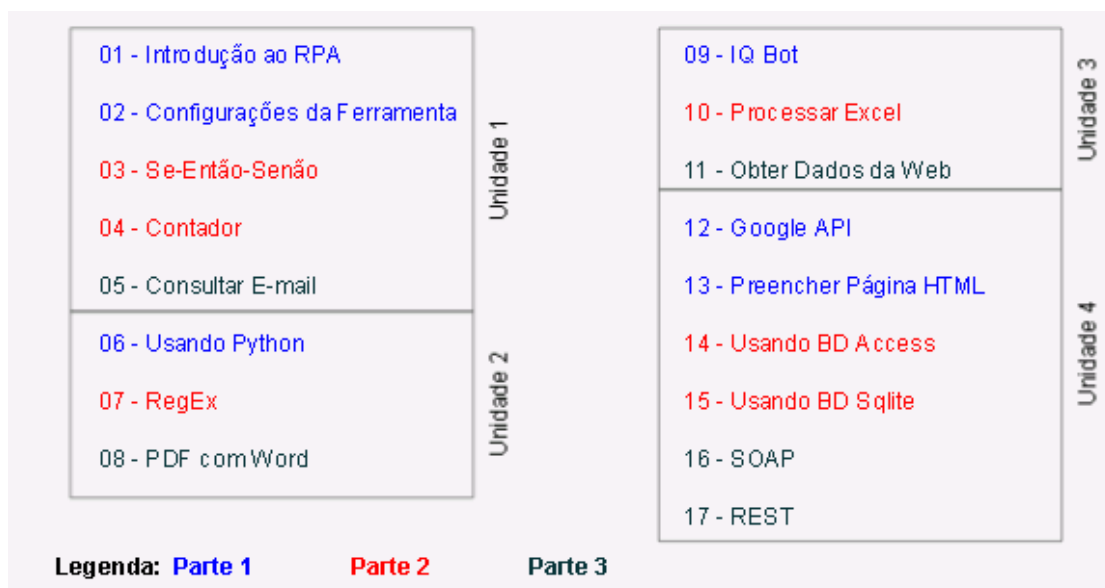 01 - Introdução ao RPA
02 - Configurações da Ferramenta
03 - Se-Então-Senão
04 - Contador
05 - Consultar E-mail
Unidade 1
06 - Usando Python
07 - RegEx
08 - PDF com Word
Unidade 2
09 - IQ Bot
10 - Processar Excel
11 - Obter Dados da Web
Unidade 3
12 - Google API
13 - Preencher Página HTML
14 - Usando BD Access
15 - Usando BD Sqlite
16 - SOAP
17 - REST
Unidade 4
Legenda: Parte 1 Parte 2 Parte 3